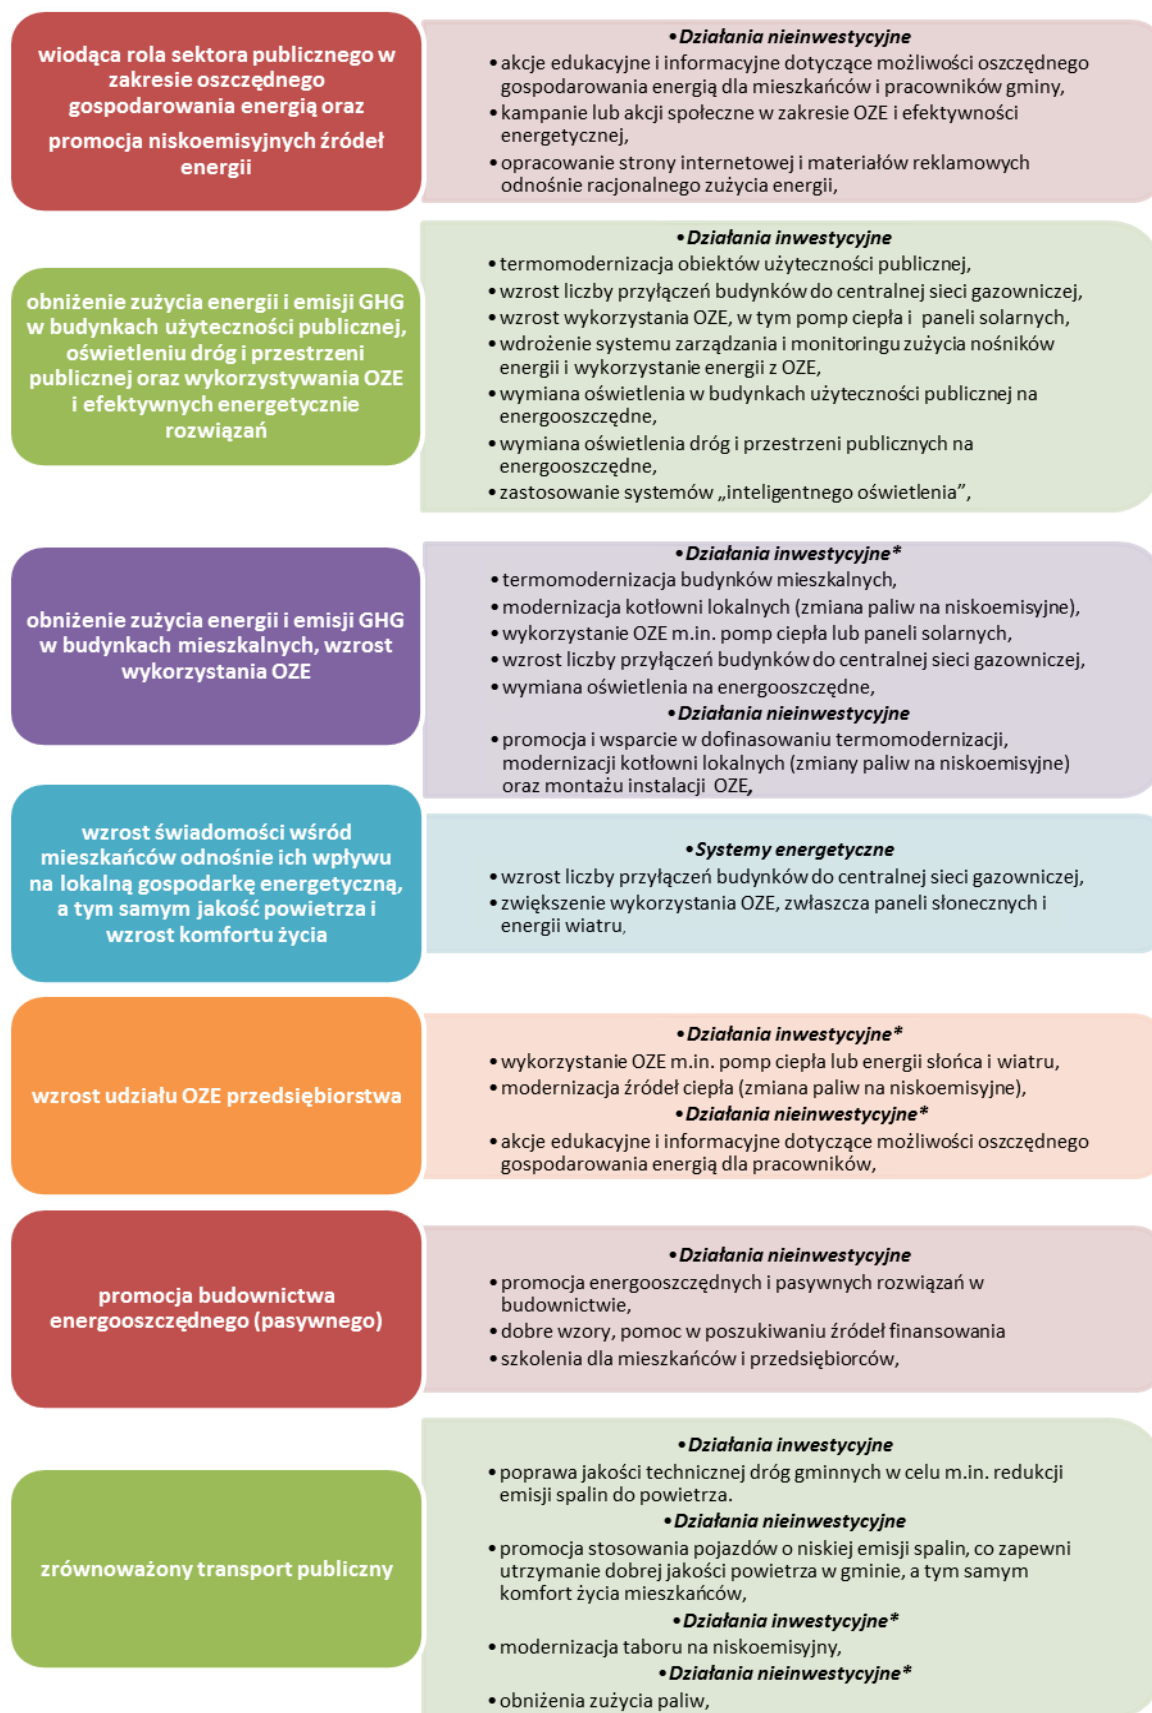 wiodąca rola sektora publicznego w
zakresie oszczędnego
gospodarowania energią oraz
promocja niskoemisyjnych źródeł
energii
•Działania nieinwestycyjne
•akcje edukacyjne i informacyjne dotyczące możliwości oszczędnego
gospodarowania energią dla mieszkańców i pracowników gminy,
•kampanie lub akcji społeczne w zakresie OZE i efektywności
energetycznej,
•opracowanie strony internetowej i materiałów reklamowych
odnośnie racjonalnego zużycia energii,
obniżenie zużycia energii i emisji GHG
w budynkach użyteczności publicznej,
oświetleniu dróg i przestrzeni
publicznej oraz wykorzystywania OZE
i efektywnych energetycznie
rozwiązań
•Działania inwestycyjne
•termomodernizacja obiektów użyteczności publicznej,
•wzrost liczby przyłączeń budynków do centralnej sieci gazowniczej,
•wzrost wykorzystania OZE, w tym pomp ciepła i paneli solarnych,
•wdrożenie systemu zarządzania i monitoringu zużycia nośników
energii i wykorzystanie energii z OZE,
•wymiana oświetlenia w budynkach użyteczności publicznej na
energooszczędne,
•wymiana oświetlenia dróg i przestrzeni publicznych na
energooszczędne,
•zastosowanie systemów „inteligentnego oświetlenia”,
obniżenie zużycia energii i emisji GHG
w budynkach mieszkalnych, wzrost
wykorzystania OZE
•Działania inwestycyjne*
•termomodernizacja budynków mieszkalnych,
•modernizacja kotłowni lokalnych (zmiana paliw na niskoemisyjne),
•wykorzystanie OZE m.in. pomp ciepła lub paneli solarnych,
•wzrost liczby przyłączeń budynków do centralnej sieci gazowniczej,
•wymiana oświetlenia na energooszczędne,
•Działania nieinwestycyjne
•promocja i wsparcie w dofinasowaniu termomodernizacji,
modernizacji kotłowni lokalnych (zmiany paliw na niskoemisyjne)
oraz montażu instalacji OZE,
wzrost świadomości wśród
mieszkańców odnośnie ich wpływu
na lokalną gospodarkę energetyczną,
a tym samym jakość powietrza i
wzrost komfortu życia
•Systemy energetyczne
•wzrost liczby przyłączeń budynków do centralnej sieci gazowniczej,
•zwiększenie wykorzystania OZE, zwłaszcza paneli słonecznych i
energii wiatru,
wzrost udziału OZE przedsiębiorstwa
•Działania inwestycyjne*
•wykorzystanie OZE m.in. pomp ciepła lub energii słońca i wiatru,
•modernizacja źródeł ciepła (zmiana paliw na niskoemisyjne),
•Działania nieinwestycyjne*
•akcje edukacyjne i informacyjne dotyczące możliwości oszczędnego
gospodarowania energią dla pracowników,
promocja budownictwa
energooszczędnego (pasywnego)
•Działania nieinwestycyjne
•promocja energooszczędnych i pasywnych rozwiązań w
budownictwie,
•dobre wzory, pomoc w poszukiwaniu źródeł finansowania
•szkolenia dla mieszkańców i przedsiębiorców,
zrównoważony transport publiczny
•Działania inwestycyjne
•poprawa jakości technicznej dróg gminnych w celu m.in. redukcji
emisji spalin do powietrza.
•Działania nieinwestycyjne
•promocja stosowania pojazdów o niskiej emisji spalin, co zapewni
utrzymanie dobrej jakości powietrza w gminie, a tym samym
komfort życia mieszkańców,
•Działania inwestycyjne*
•modernizacja taboru na niskoemisyjny,
•Działania nieinwestycyjne*
•obniżenia zużycia paliw,